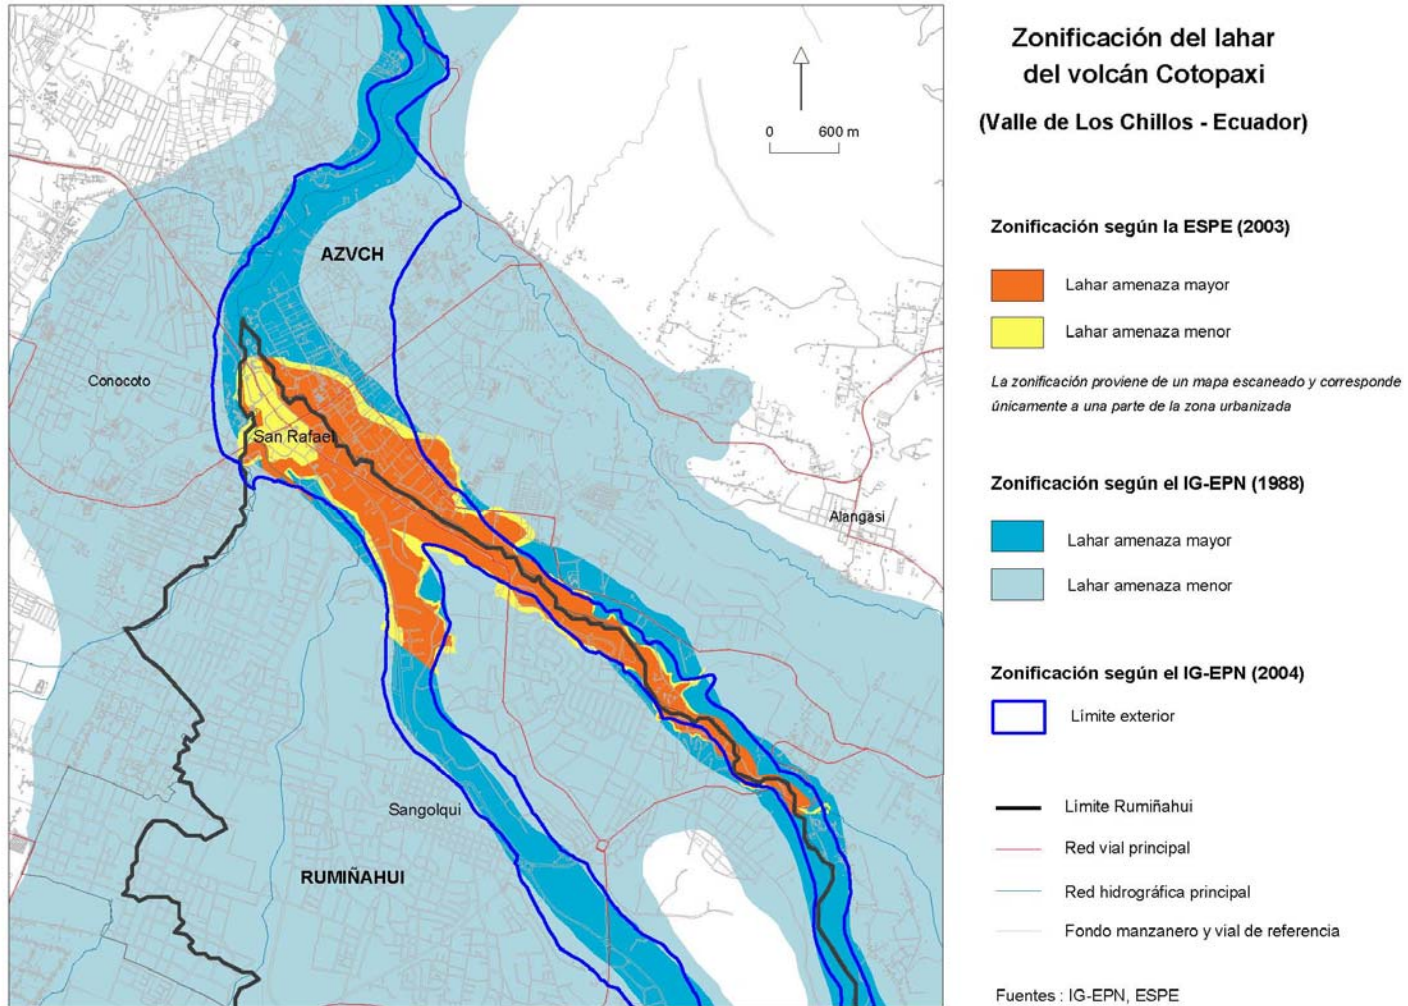 Zonificación del lahar
del volcán Cotopaxi
(Valle de Los Chillos - Ecuador)
0 600 m
AZVCH
Conocoto
San Rafael
Alangasi
Sangolqui
RUMIÑAHUI
Zonificación según la ESPE (2003)
Lahar amenaza mayor
Lahar amenaza menor
La zonificación proviene de un mapa escaneado y corresponde
únicamente a una parte de la zona urbanizada
Zonificación según el IG-EPN (1988)
Lahar amenaza mayor
Lahar amenaza menor
Zonificación según el IG-EPN (2004)
Límite exterior
Limite Rumiñahui
Red vial principal
Red hidrográfica principal
Fondo manzanero y vial de referencia
Fuentes : IG-EPN, ESPE